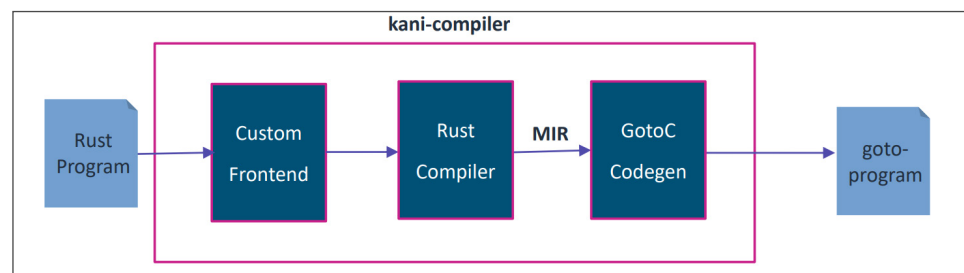 kani-compiler
Rust
Program
Custom
Frontend
Rust
Compiler
MIR
GotoC
Codegen
goto-
program